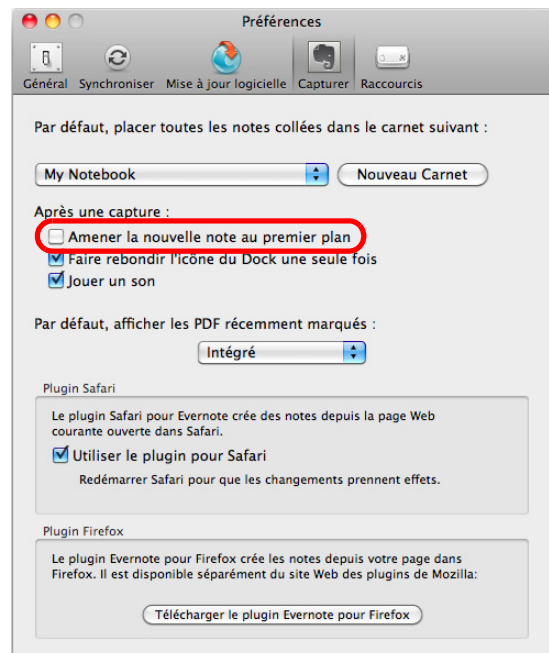 Préférences
Général Synchroniser Mise à jour logicielle Capturer Raccourcis
Par défaut, placer toutes les notes collées dans le carnet suivant :
My Notebook Nouveau Carnet
Après une capture :
Amener la nouvelle note au premier plan
Faire rebondir l'icône du Dock une seule fois
Jouer un son
Par défaut, afficher les PDF récemment marqués :
Intégré
Plugin Safari
Le plugin Safari pour Evernote crée des notes depuis la page Web
courante ouverte dans Safari.
Utiliser le plugin pour Safari
Redémarrer Safari pour que les changements prennent effets.
Plugin Firefox
Le plugin Evernote pour Firefox crée les notes depuis votre page dans
Firefox. Il est disponible séparément du site Web des plugins de Mozilla:
Télécharger le plugin Evernote pour Firefox